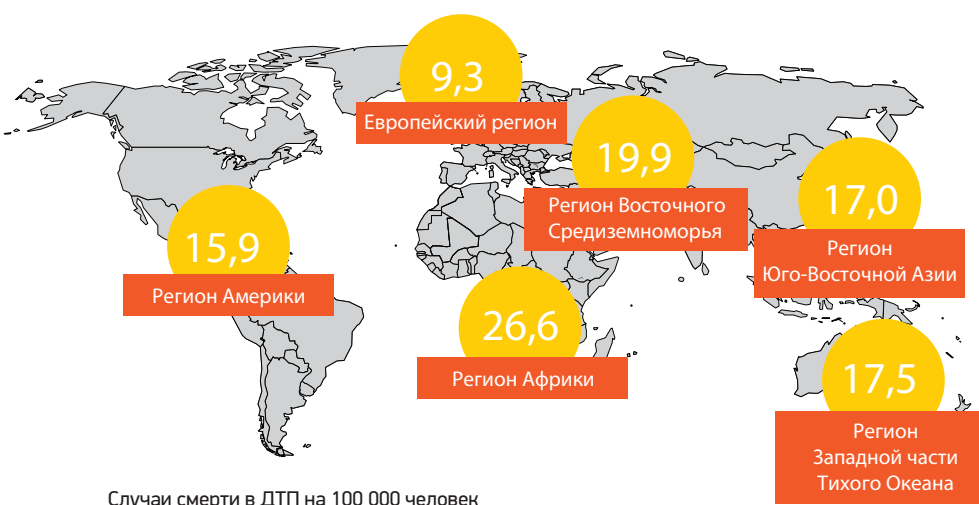 9,3
Европейский регион
19,9
Регион Восточного
Средиземноморья
17,0
Регион
Юго-Восточной Азии
15,9
Регион Америки
26,6
Регион Африки
17,5
Регион
Западной части
Тихого Океана
Случаи смерти в ДТП на 100 000 человек